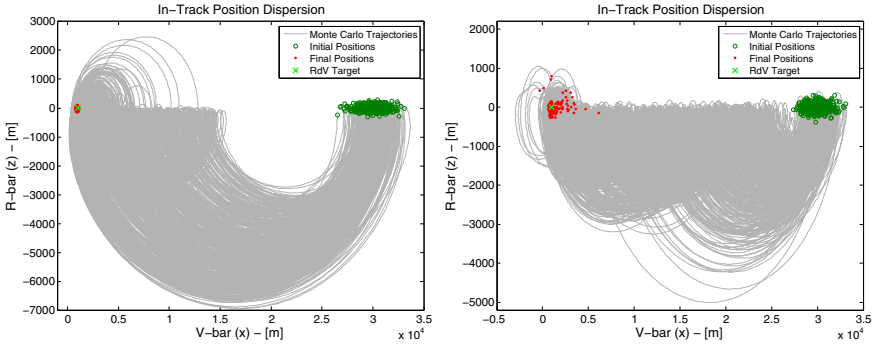 In−Track Position Dispersion
3000
2000
1000
0
−1000
−2000
−3000
−4000
−5000
−6000
−7000
R−bar (z) − [m]
0
0.5
1
1.5
2
2.5
3
3.5
x 10^4
V−bar (x) − [m]
Monte Carlo Trajectories
Initial Positions
Final Positions
RdV Target
In−Track Position Dispersion
2000
1000
0
−1000
−2000
−3000
−4000
−5000
R−bar (z) − [m]
−0.5
0
0.5
1
1.5
2
2.5
3
3.5
x 10^4
V−bar (x) − [m]
Monte Carlo Trajectories
Initial Positions
Final Positions
RdV Target